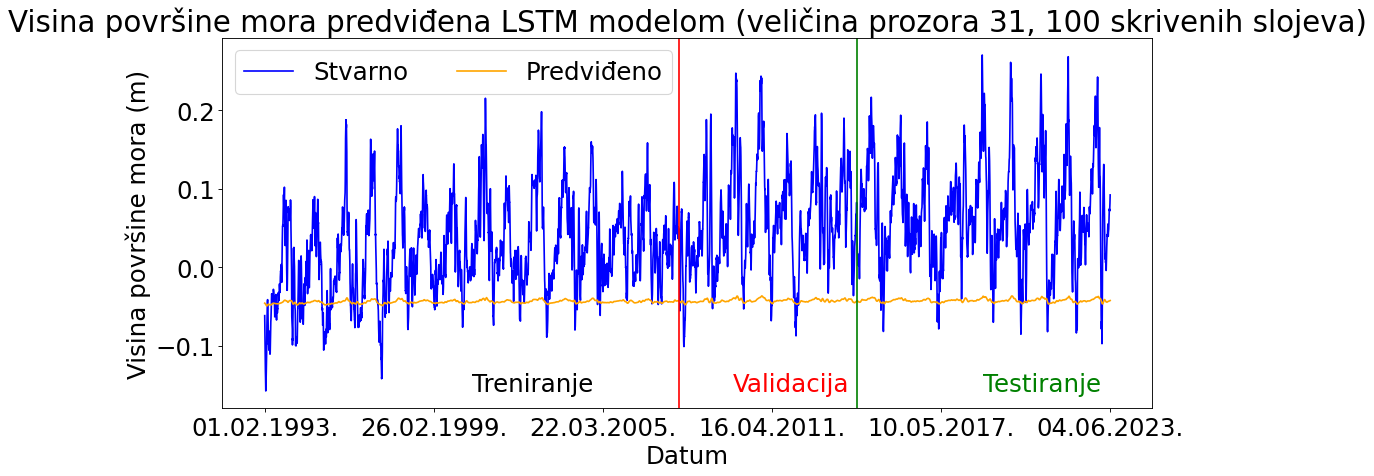 Visina površine mora predviđena LSTM modelom (veličina prozora 31, 100 skrivenih slojeva)
Stvarno Predviđeno
Visina površine mora (m)
0.2
0.1
0.0
−0.1
Treniranje Validacija Testiranje
01.02.1993. 26.02.1999. 22.03.2005. 16.04.2011. 10.05.2017. 04.06.2023.
Datum